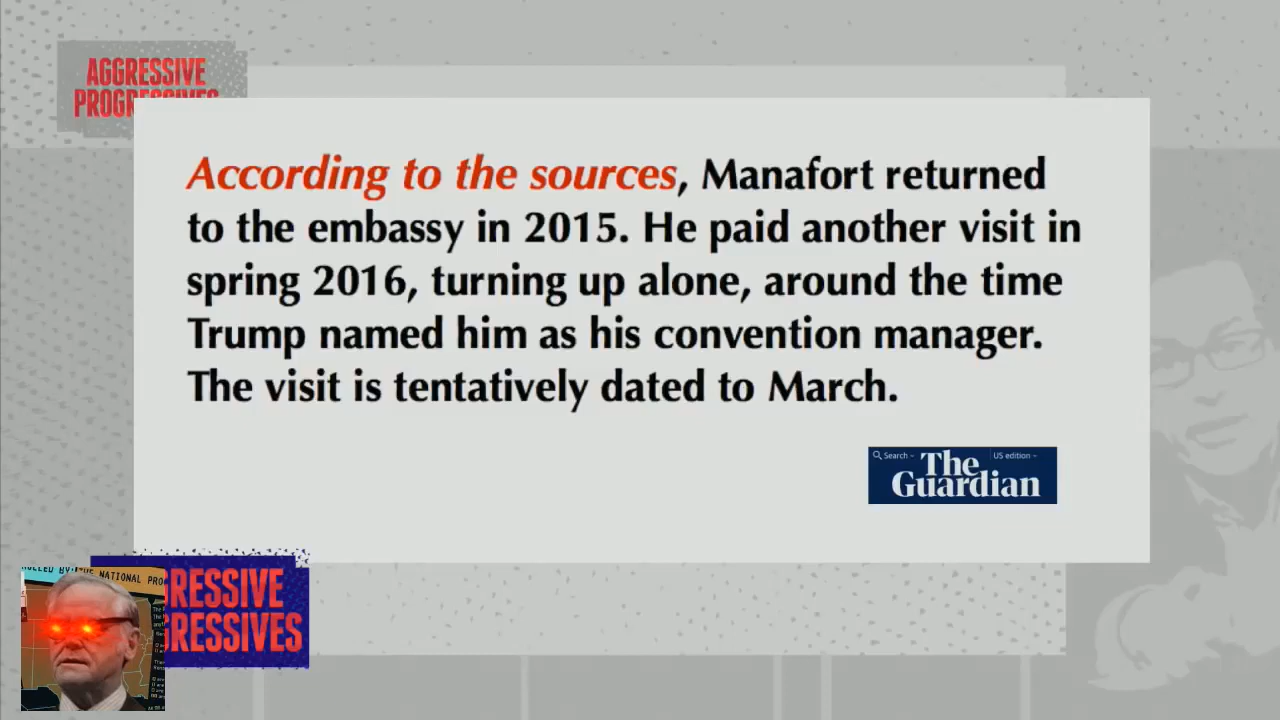 AGGRESSIVE
According to the sources, Manafort returned
to the embassy in 2015. He paid another visit in
spring 2016, turning up alone, around the time
Trump named him as his convention manager.
The visit is tentatively dated to March.
Search
US edition
The
Guardian
NATIONAL PRO
RESSIVE
RESSIVES